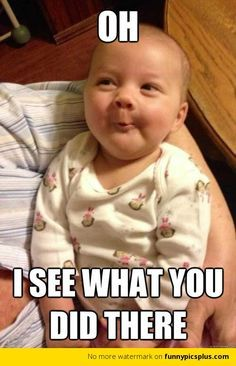 OH
I SEE WHAT YOU
DID THERE
No more watermark on funnypicsplus.com